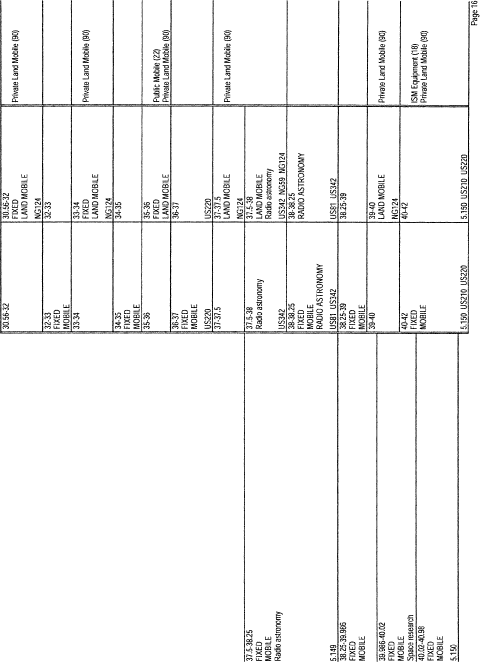 37.5-38.25
FIXED
MOBILE
Radio astronomy
5.149
38.25-39.986
FIXED
MOBILE
39.986-40.02
FIXED
MOBILE
Space research
40.02-40.98
FIXED
MOBILE
5.150
30.56-32
32-33
FIXED
MOBILE
33-34
34-35
FIXED
MOBILE
35-36
36-37
FIXED
MOBILE
US220
37-37.5
37.5-38
Radio astronomy
US342
38-38.25
FIXED
MOBILE
RADIO ASTRONOMY
US81 US342
38.25-39
FIXED
MOBILE
39-40
40-42
FIXED
MOBILE
5.150 US210 US220
30.56-32
FIXED
LAND MOBILE
NG124
32-33
33-34
FIXED
LAND MOBILE
NG124
34-35
35-36
FIXED
LAND MOBILE
36-37
US220
37-37.5
LAND MOBILE
NG124
37.5-38
LAND MOBILE
Radio astronomy
US342 NG59 NG124
38-38.25
RADIO ASTRONOMY
US81 US342
38.25-39
39-40
LAND MOBILE
NG124
40-42
5.150 US210 US220
Private Land Mobile (90)
Private Land Mobile (90)
Public Mobile (22)
Private Land Mobile (90)
Private Land Mobile (90)
Private Land Mobile (90)
ISM Equipment (18)
Private Land Mobile (90)
Page 16